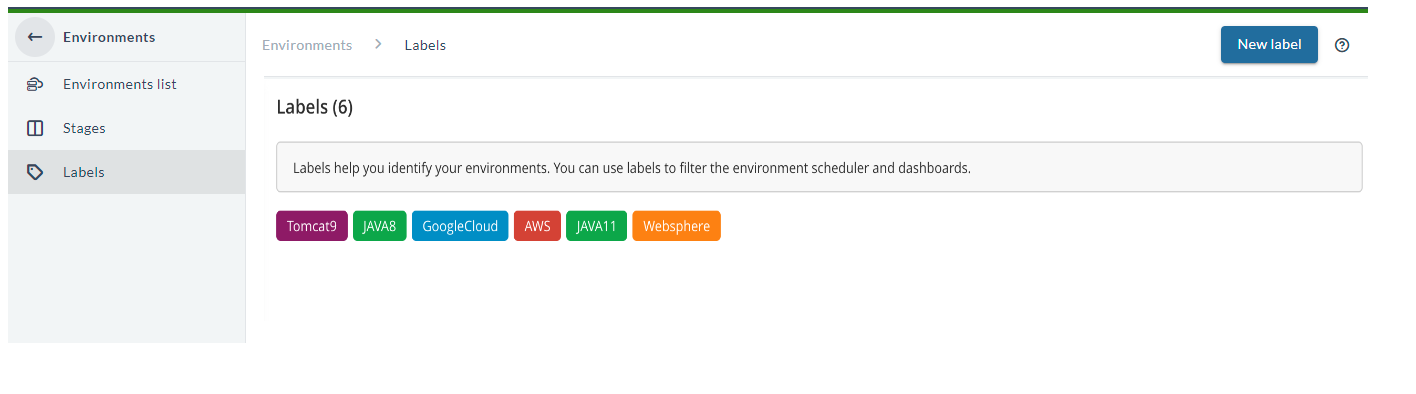 Environments
Environments list
Stages
Labels
Environments > Labels
New label
Labels (6)
Labels help you identify your environments. You can use labels to filter the environment scheduler and dashboards.
Tomcat9 JAVA8 GoogleCloud AWS JAVA11 Websphere